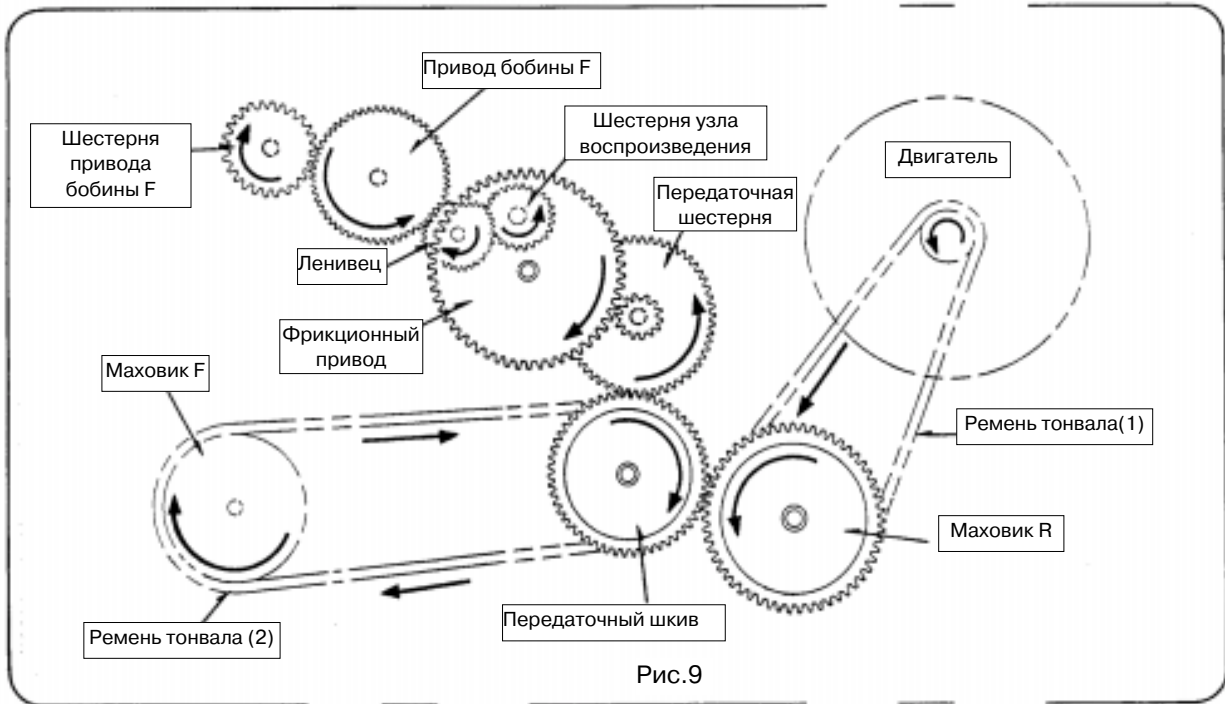 Привод бобины F
Шестерня
привода
бобины F
Шестерня узла
воспроизведения
Двигатель
Передаточная
шестерня
Ленивец
Фрикционный
привод
Маховик F
Ремень тонвала(1)
Маховик R
Передаточный шкив
Ремень тонвала (2)
Рис.9